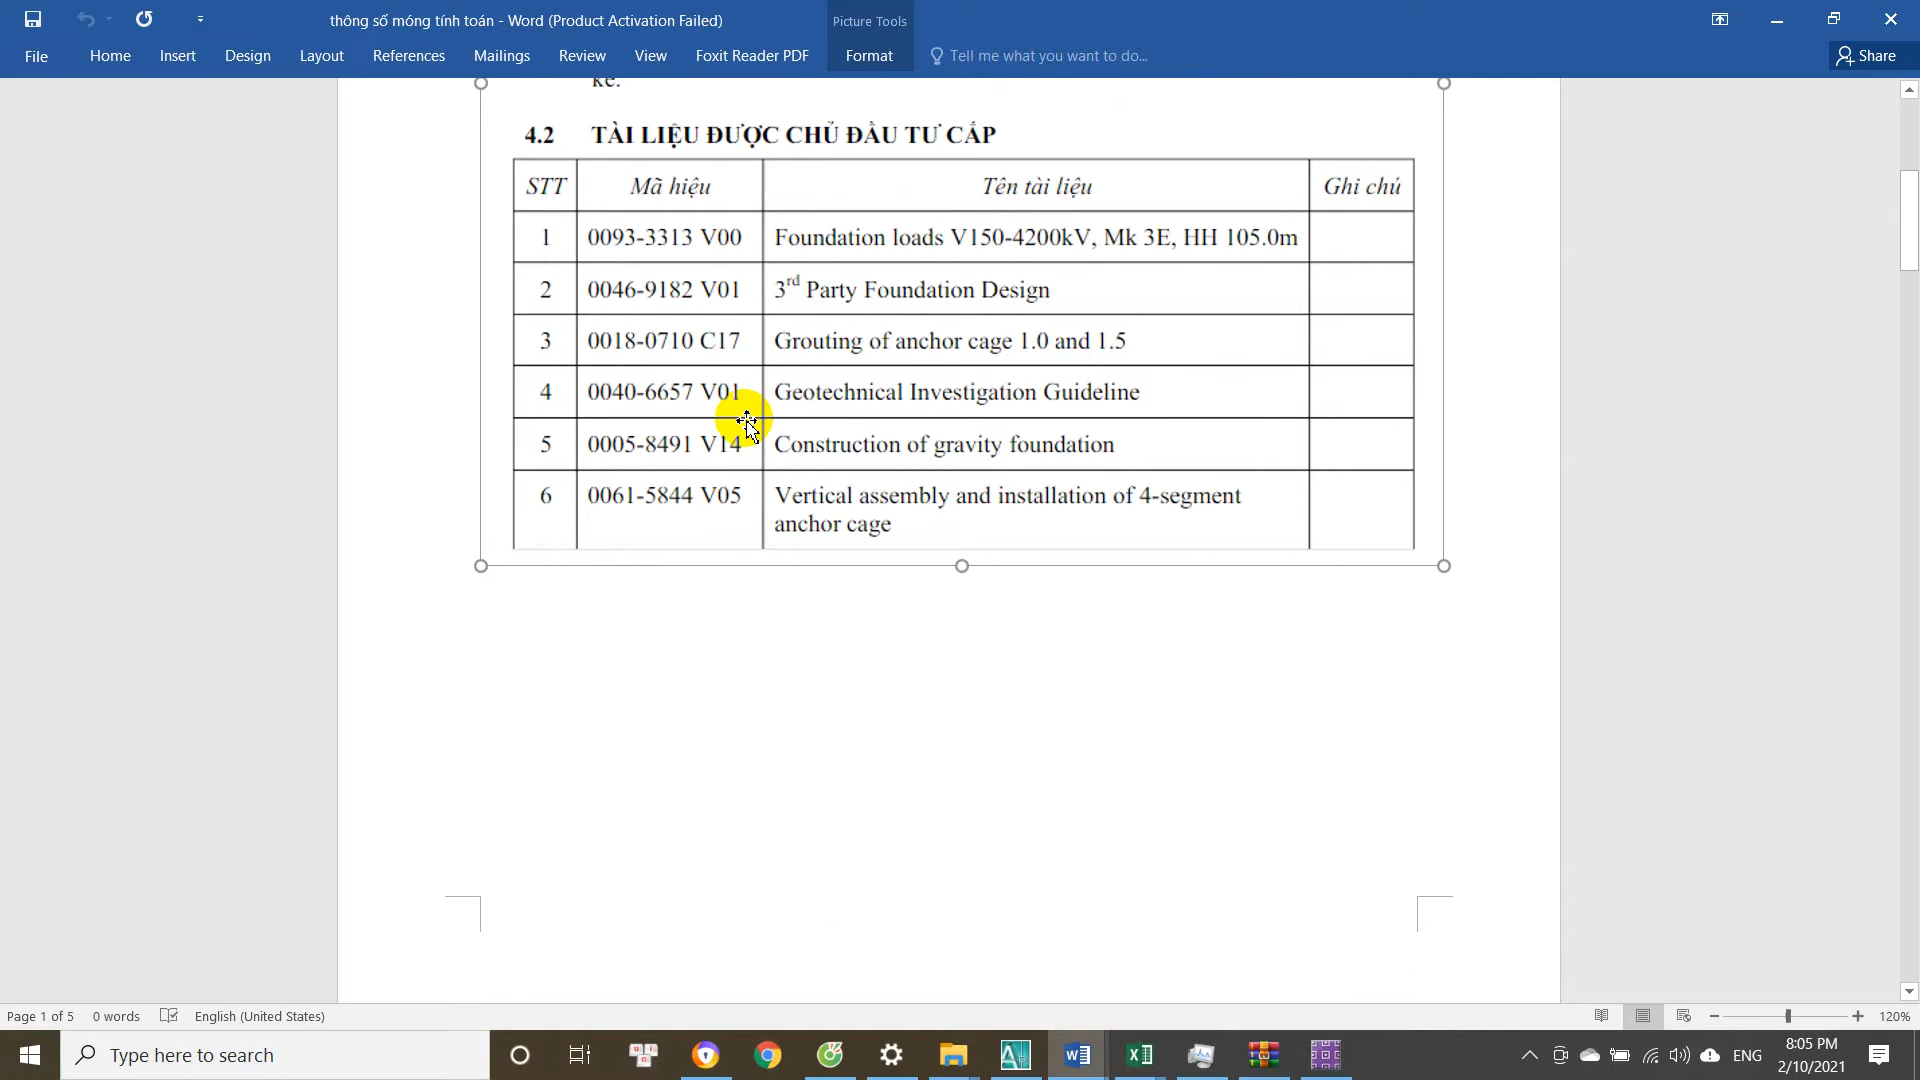 thông số móng tính toán - Word (Product Activation Failed)
Picture Tools
File Home Insert Design Layout References Mailings Review View Foxit Reader PDF Format Tell me what you want to do... Share
kế.
4.2 TÀI LIỆU ĐƯỢC CHỦ ĐẦU TƯ CẤP
STT Mã hiệu Tên tài liệu Ghi chú
1 0093-3313 V00 Foundation loads V150-4200kV, Mk 3E, HH 105.0m
2 0046-9182 V01 3rd Party Foundation Design
3 0018-0710 C17 Grouting of anchor cage 1.0 and 1.5
4 0040-6657 V01 Geotechnical Investigation Guideline
5 0005-8491 V14 Construction of gravity foundation
6 0061-5844 V05 Vertical assembly and installation of 4-segment
anchor cage
Page 1 of 5 0 words English (United States) 120%
Type here to search
ENG
8:05 PM
2/10/2021